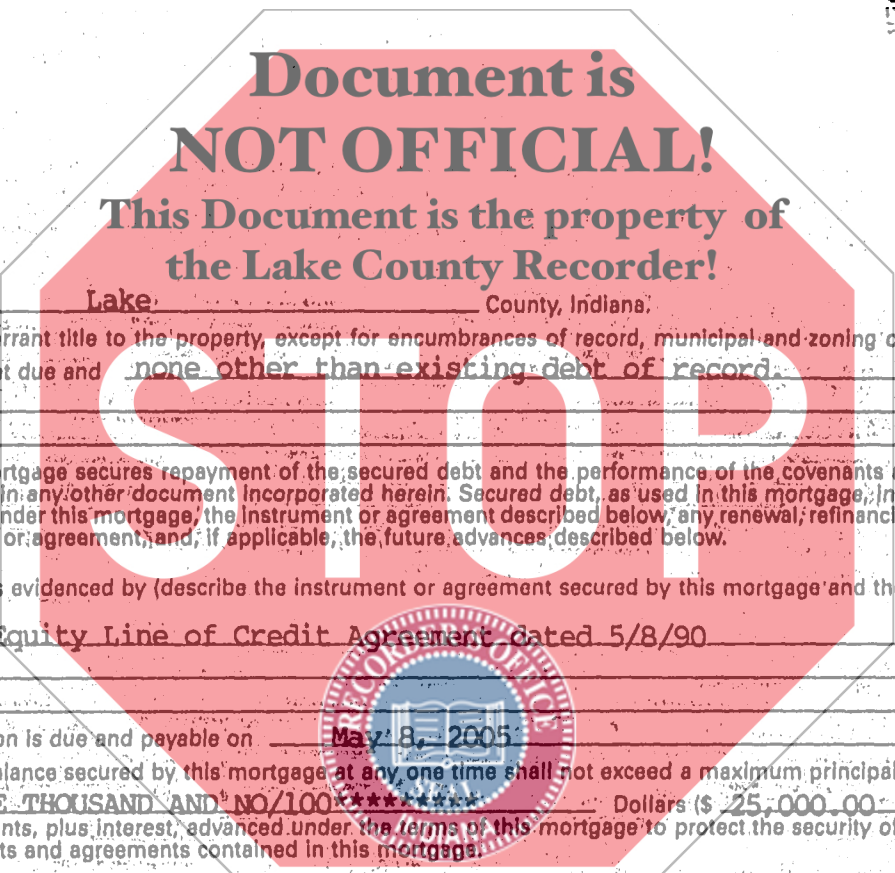 Document is
NOT OFFICIAL!
This Document is the property of
the Lake County Recorder!
Lake County, Indiana.
rrant title to the property, except for encumbrances of record, municipal and zoning o
t due and none other than existing debt of record.
STOP
rtgage secures repayment of the secured debt and the performance of the covenants
in any other document incorporated herein. Secured debt, as used in this mortgage, in
nder this mortgage, the instrument or agreement described below, any renewal, refinanci
or agreement, and, if applicable, the future advances described below.
s evidenced by (describe the instrument or agreement secured by this mortgage and th
Equity Line of Credit Agreement dated 5/8/90
RECORDER'S OFFICE
on is due and payable on May 8, 2005
SEAL
alance secured by this mortgage at any one time shall not exceed a maximum principal
E THOUSAND AND NO/100********** Dollars ($ 25,000.00
nts, plus interest, advanced under the terms of this mortgage to protect the security of
ts and agreements contained in this mortgage.